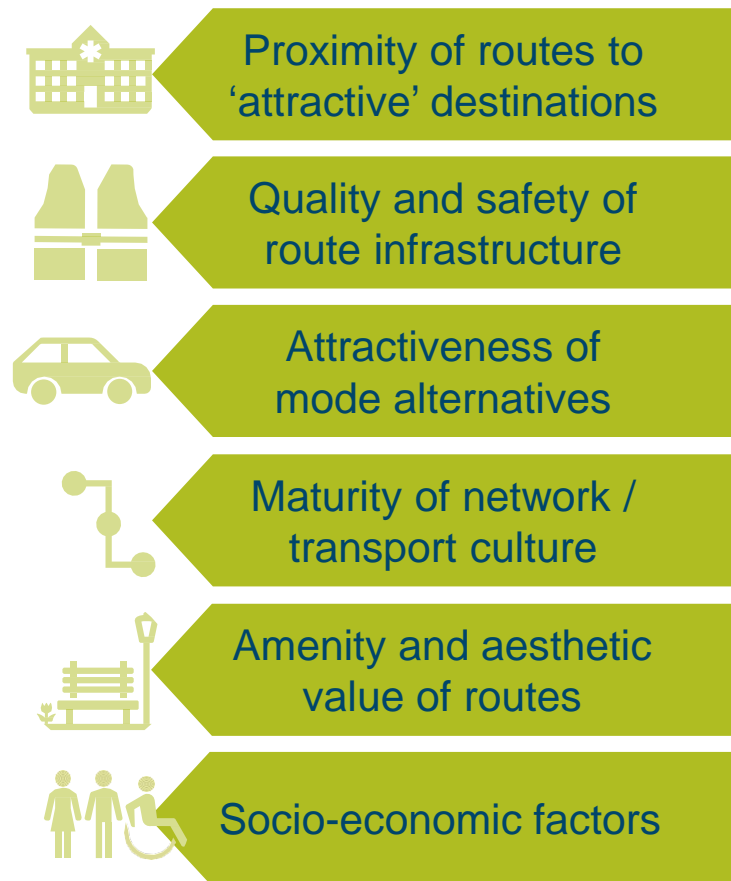 Proximity of routes to
‘attractive’ destinations
Quality and safety of
route infrastructure
Attractiveness of
mode alternatives
Maturity of network /
transport culture
Amenity and aesthetic
value of routes
Socio-economic factors